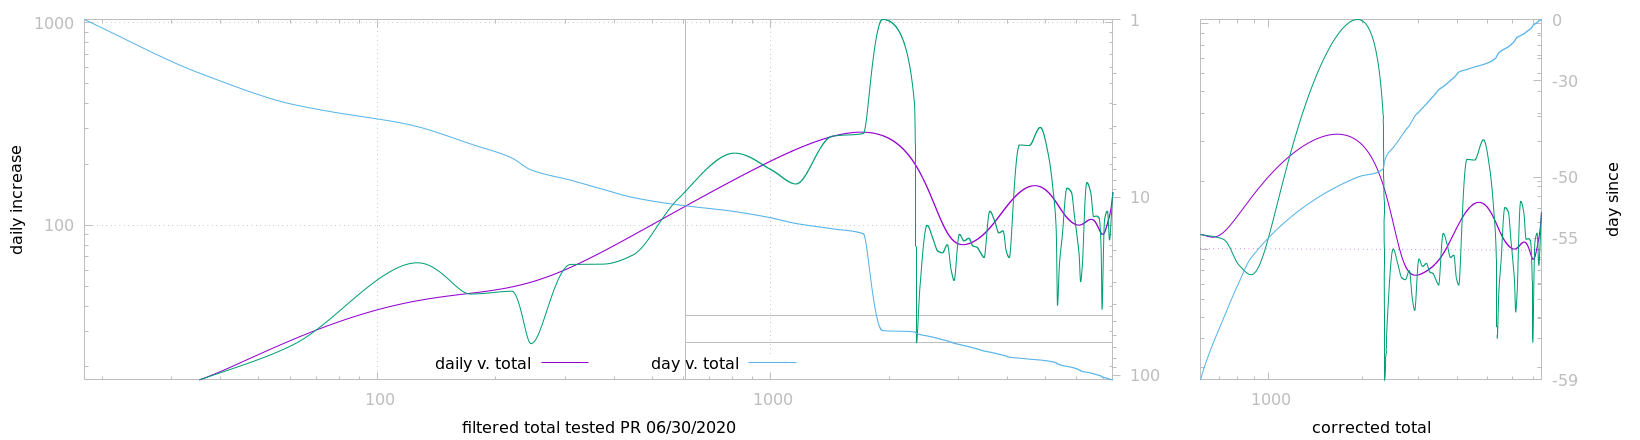 1000
100
daily increase
100
1000
filtered total tested PR 06/30/2020
daily v. total
day v. total
1
10
100
1000
corrected total
0
-30
-50
-55
-59
day since